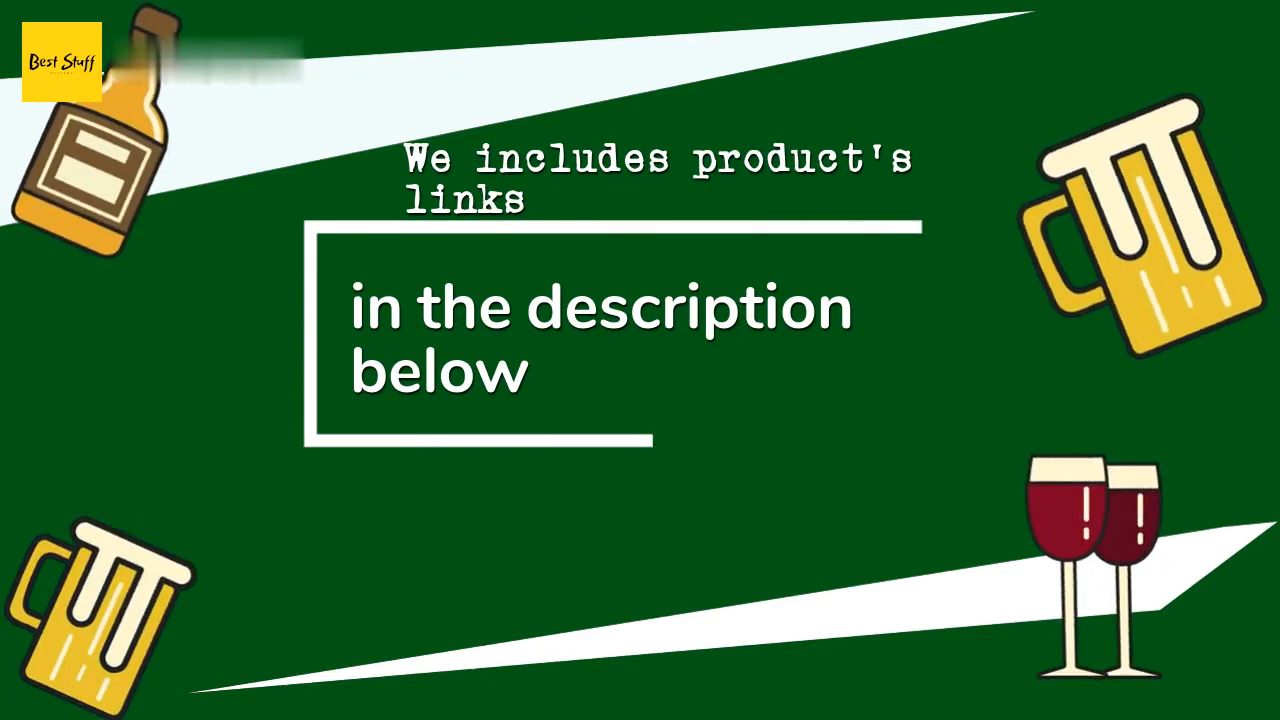 Best Stuff
We includes product's
links
in the description
below